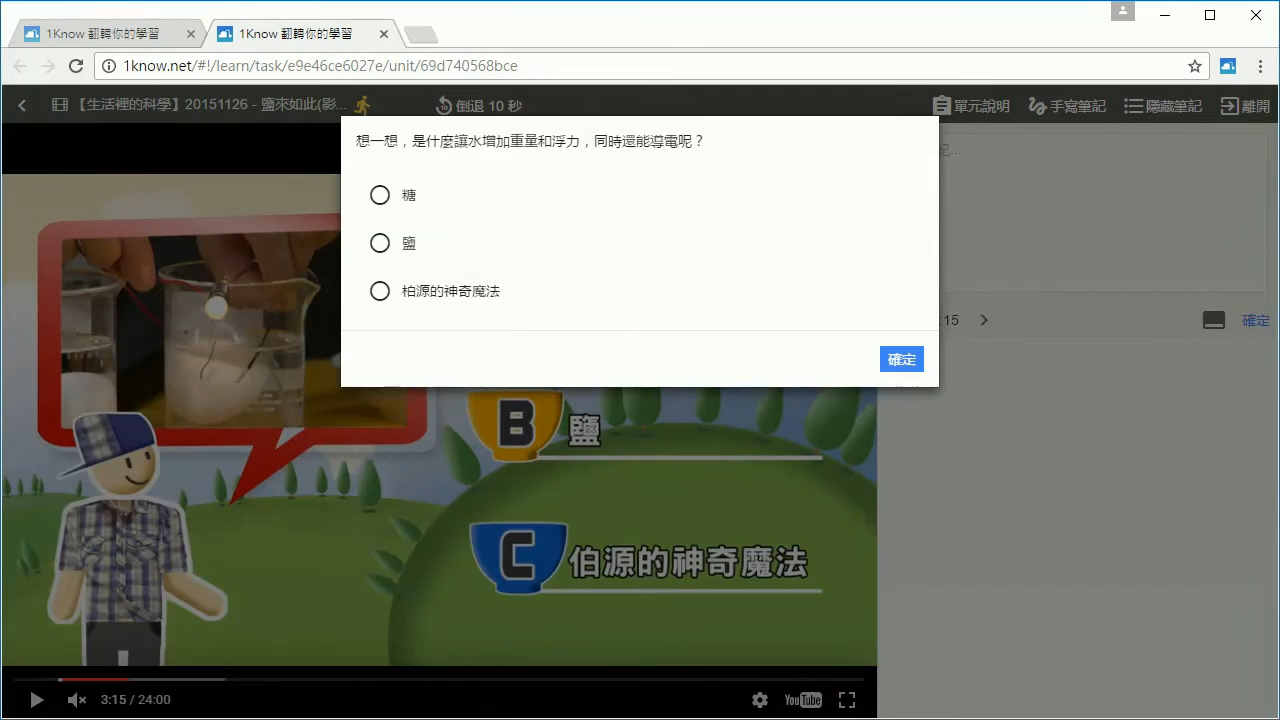 1Know 翻轉你的學習
1Know 翻轉你的學習
1know.net/#!/learn/task/e9e46ce6027e/unit/69d740568bce
【生活裡的科學】20151126 - 鹽來如此(影...
10 倒退 10 秒
單元說明
手寫筆記
隱藏筆記
離開
想一想，是什麼讓水增加重量和浮力，同時還能導電呢？
糖
鹽
柏源的神奇魔法
確定
:15
確定
B 鹽
C 伯源的神奇魔法
3:15 / 24:00
YouTube